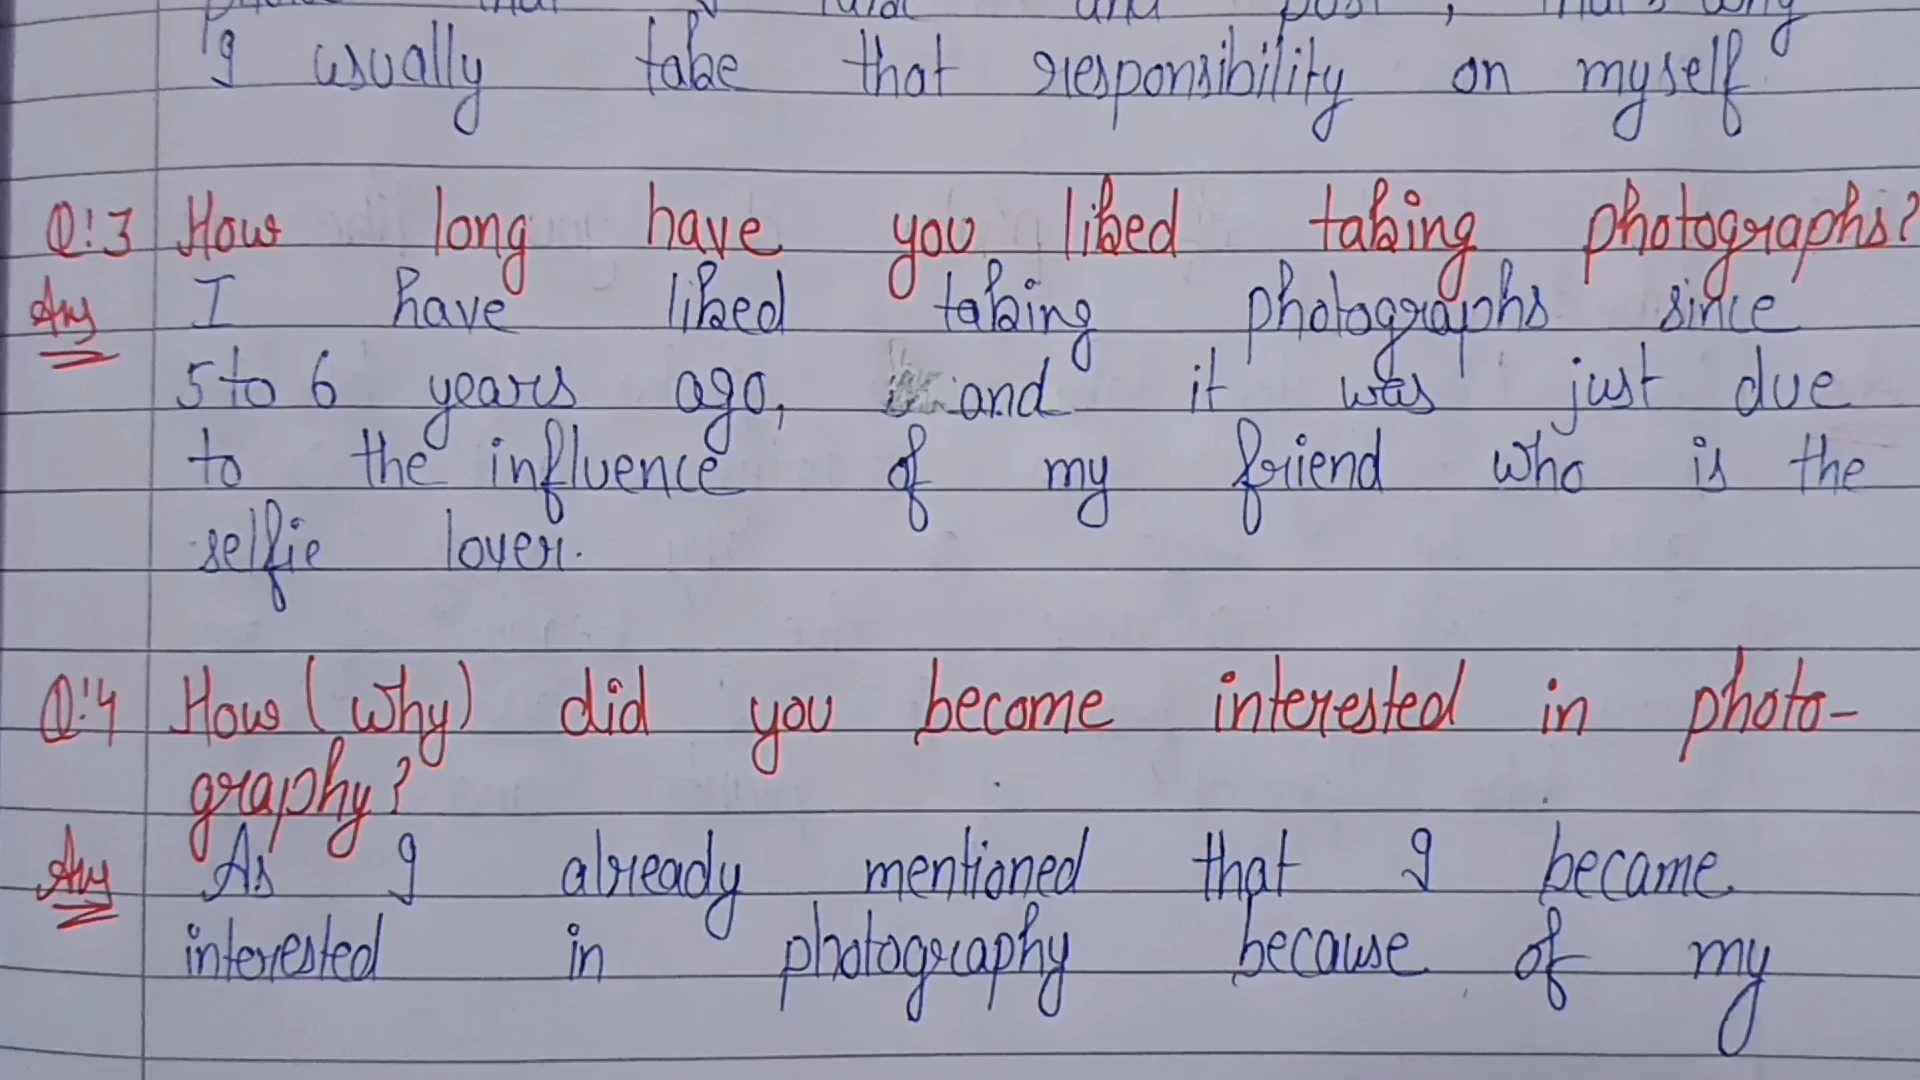 and
I usually take that responsibility on myself
Q:3 How long have you liked taking photographs?
Ans I have liked taking photographs since
5 to 6 years ago, and it was just due
to the influence of my friend who is the
selfie lover.
Q:4 How (why) did you become interested in photo-
graphy?
Ans As I already mentioned that I became
interested in photography because of my